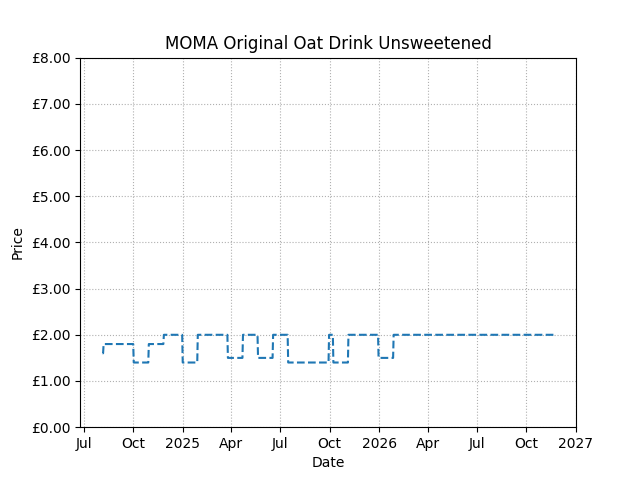 MOMA Original Oat Drink Unsweetened
£8.00
£7.00
£6.00
£5.00
£4.00
£3.00
£2.00
£1.00
£0.00
Price
Jul Oct 2025 Apr Jul Oct 2026 Apr Jul Oct 2027
Date